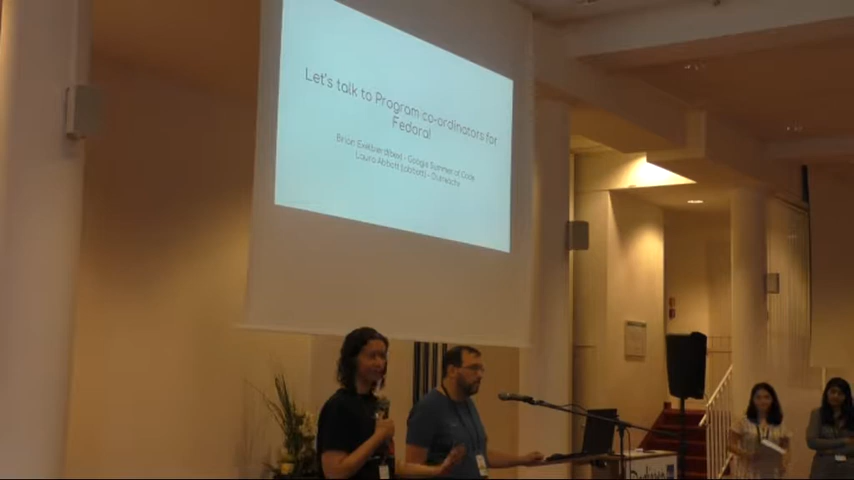 Let's talk to Program co-ordinators for
Fedora!
Brian Exelbierd(bex) - Google Summer of Code
Laura Abbott (labbott) - Outreachy